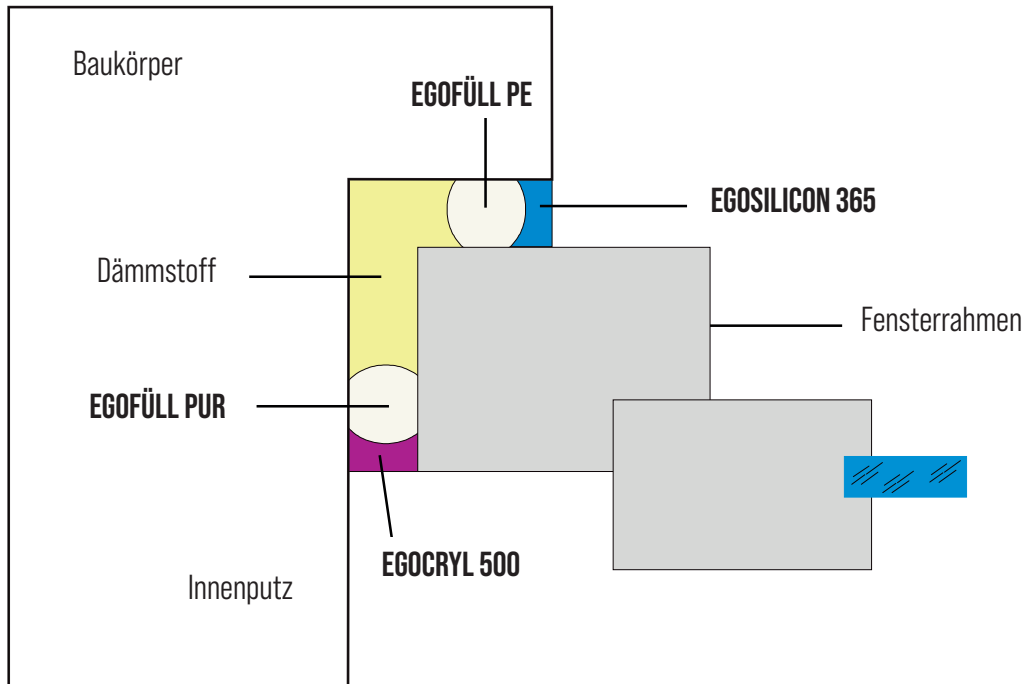 Baukörper
EGOFÜLL PE
EGOSILICON 365
Dämmstoff
Fensterrahmen
EGOFÜLL PUR
EGOCRYL 500
Innenputz